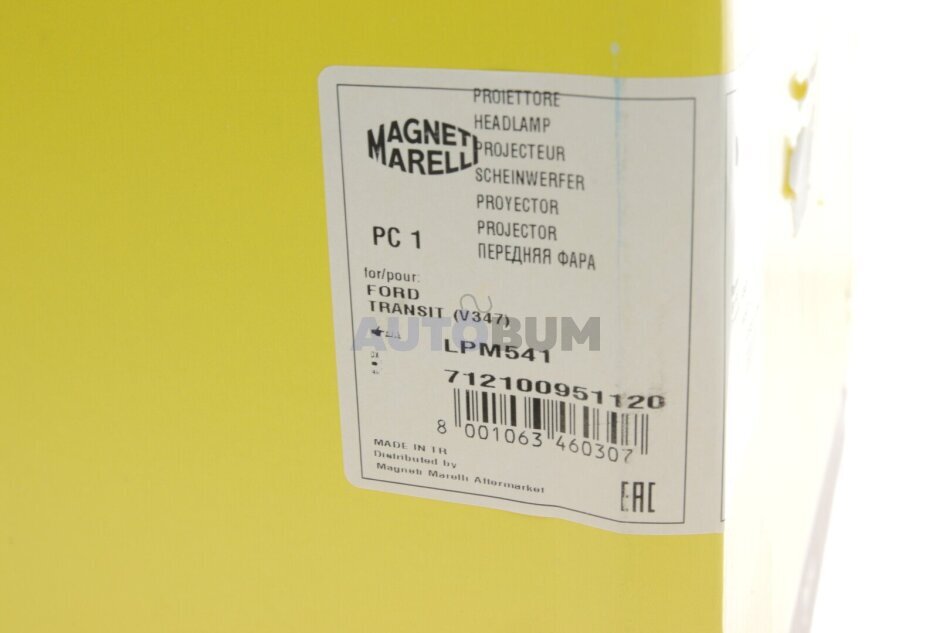 PROIETTORE
HEADLAMP
PROJECTEUR
SCHEINWERFER
PROYECTOR
PROJECTOR
ПЕРЕДНЯЯ ФАРА
MAGNETI
MARELLI
PC 1
for/pour:
FORD
TRANSIT (V347)
AUTOBUM
LPM541
712100951120
8 001063 460307
MADE IN TR
Distributed by
Magneti Marelli Aftermarket
EAC